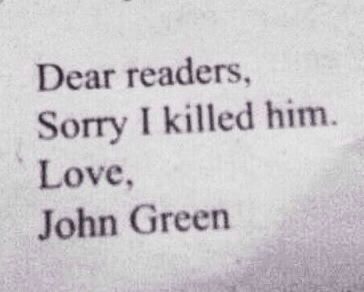 Dear readers,
Sorry I killed him.
Love,
John Green